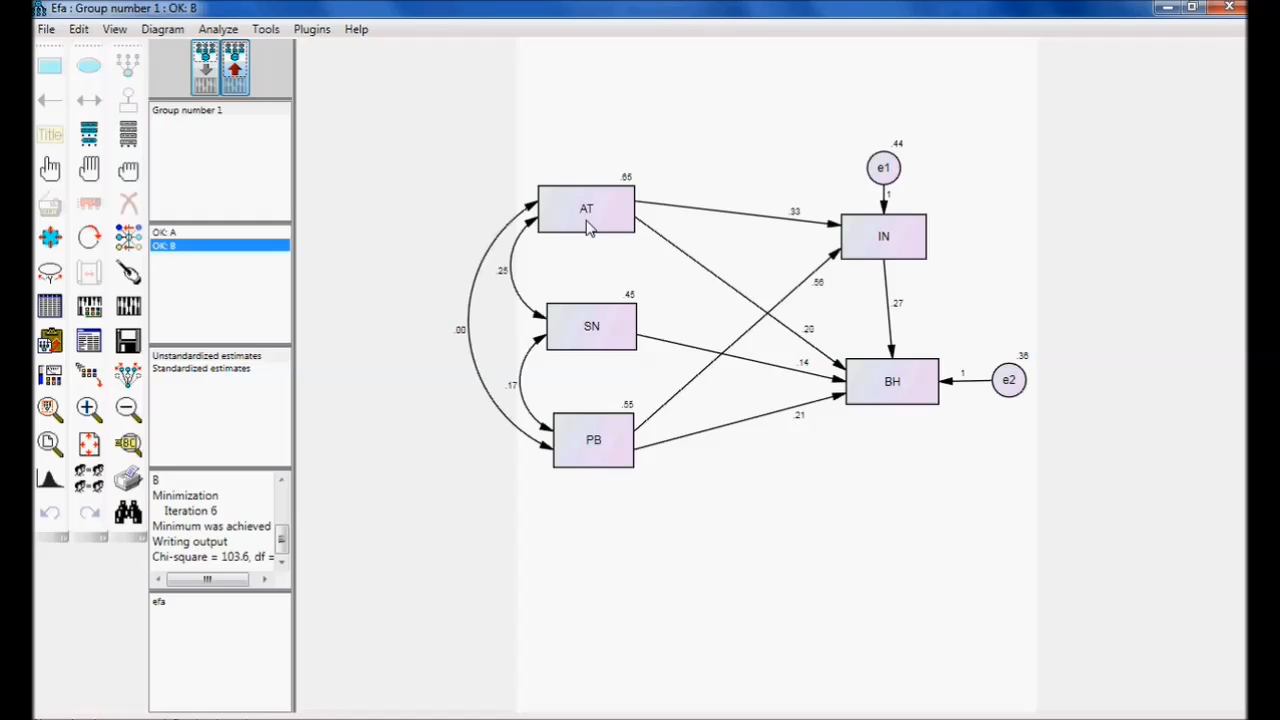 Efa : Group number 1 : OK: B
File Edit View Diagram Analyze Tools Plugins Help
Title
Group number 1
OK: A
OK: B
Unstandardized estimates
Standardized estimates
B
Minimization
Iteration 6
Minimum was achieved
Writing output
Chi-square = 103.6, df =
efa
.44
e1
1
.65
AT
.33
IN
.25
.56
.45
SN
.27
.00
.20
.14
.36
BH
1
e2
.17
.55
.21
PB